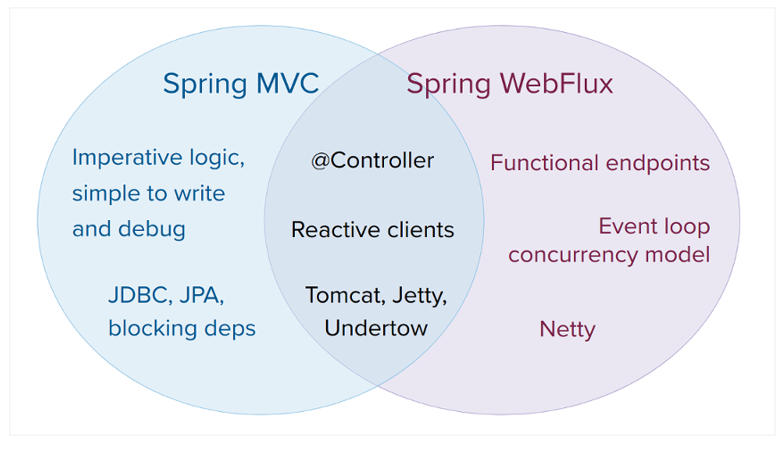 Spring MVC
Spring WebFlux
Imperative logic,
simple to write
and debug
JDBC, JPA,
blocking deps
@Controller
Reactive clients
Tomcat, Jetty,
Undertow
Functional endpoints
Event loop
concurrency model
Netty